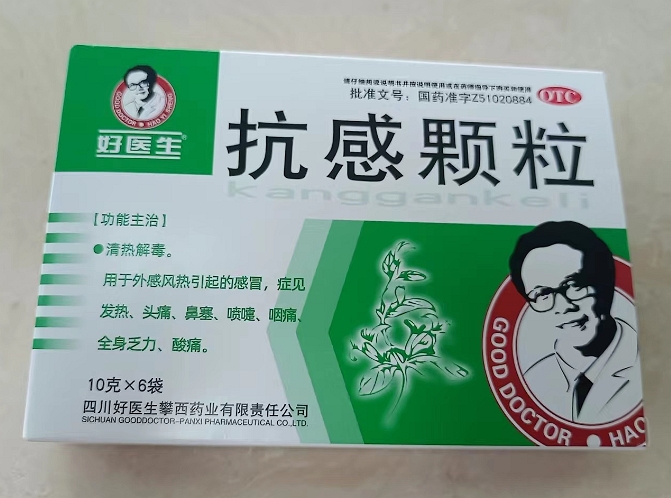 请仔细阅读说明书并按说明使用或在药师指导下购买和使用
批准文号：国药准字Z51020884
OTC
GOOD DOCTOR
HAO YI SHENG
好医生®
抗感颗粒
kanggankeli
【功能主治】
●清热解毒。
用于外感风热引起的感冒，症见
发热、头痛、鼻塞、喷嚏、咽痛、
全身乏力、酸痛。
10克×6袋
四川好医生攀西药业有限责任公司
SICHUAN GOODDOCTOR-PANXI PHARMACEUTICAL CO.,LTD.
GOOD DOCTOR
HAO